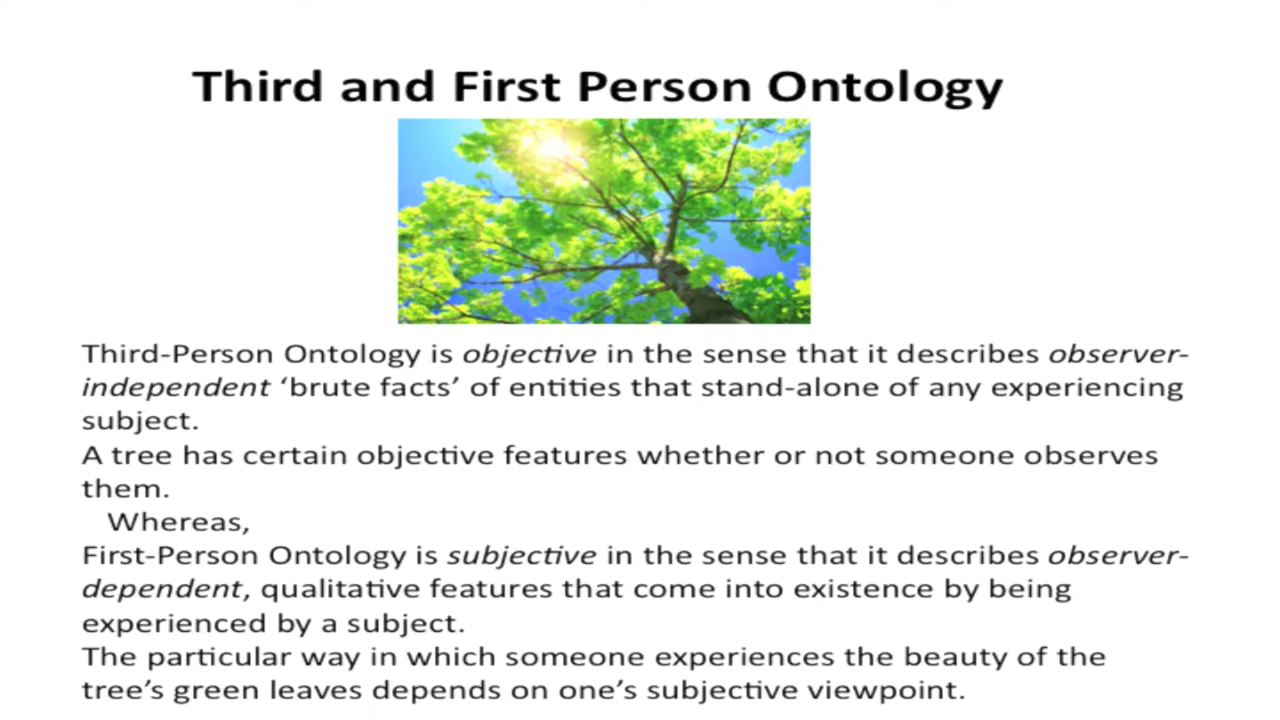 Third and First Person Ontology
Third-Person Ontology is objective in the sense that it describes observer-
independent ‘brute facts’ of entities that stand-alone of any experiencing
subject.
A tree has certain objective features whether or not someone observes
them.
Whereas,
First-Person Ontology is subjective in the sense that it describes observer-
dependent, qualitative features that come into existence by being
experienced by a subject.
The particular way in which someone experiences the beauty of the
tree’s green leaves depends on one’s subjective viewpoint.